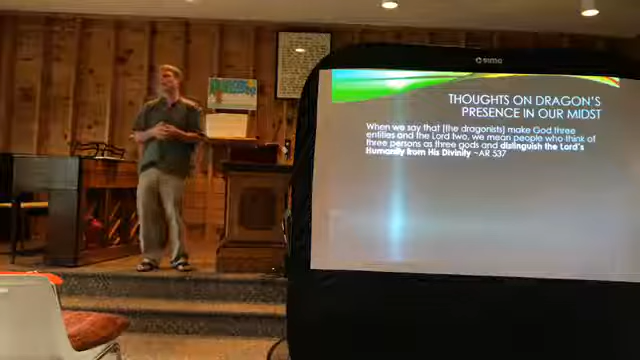 sima
THOUGHTS ON DRAGON'S
PRESENCE IN OUR MIDST
When we say that [the dragonists] make God three
entities and the Lord two, we mean people who think of
three persons as three gods and distinguish the Lord's
Humanity from His Divinity ~AR 537